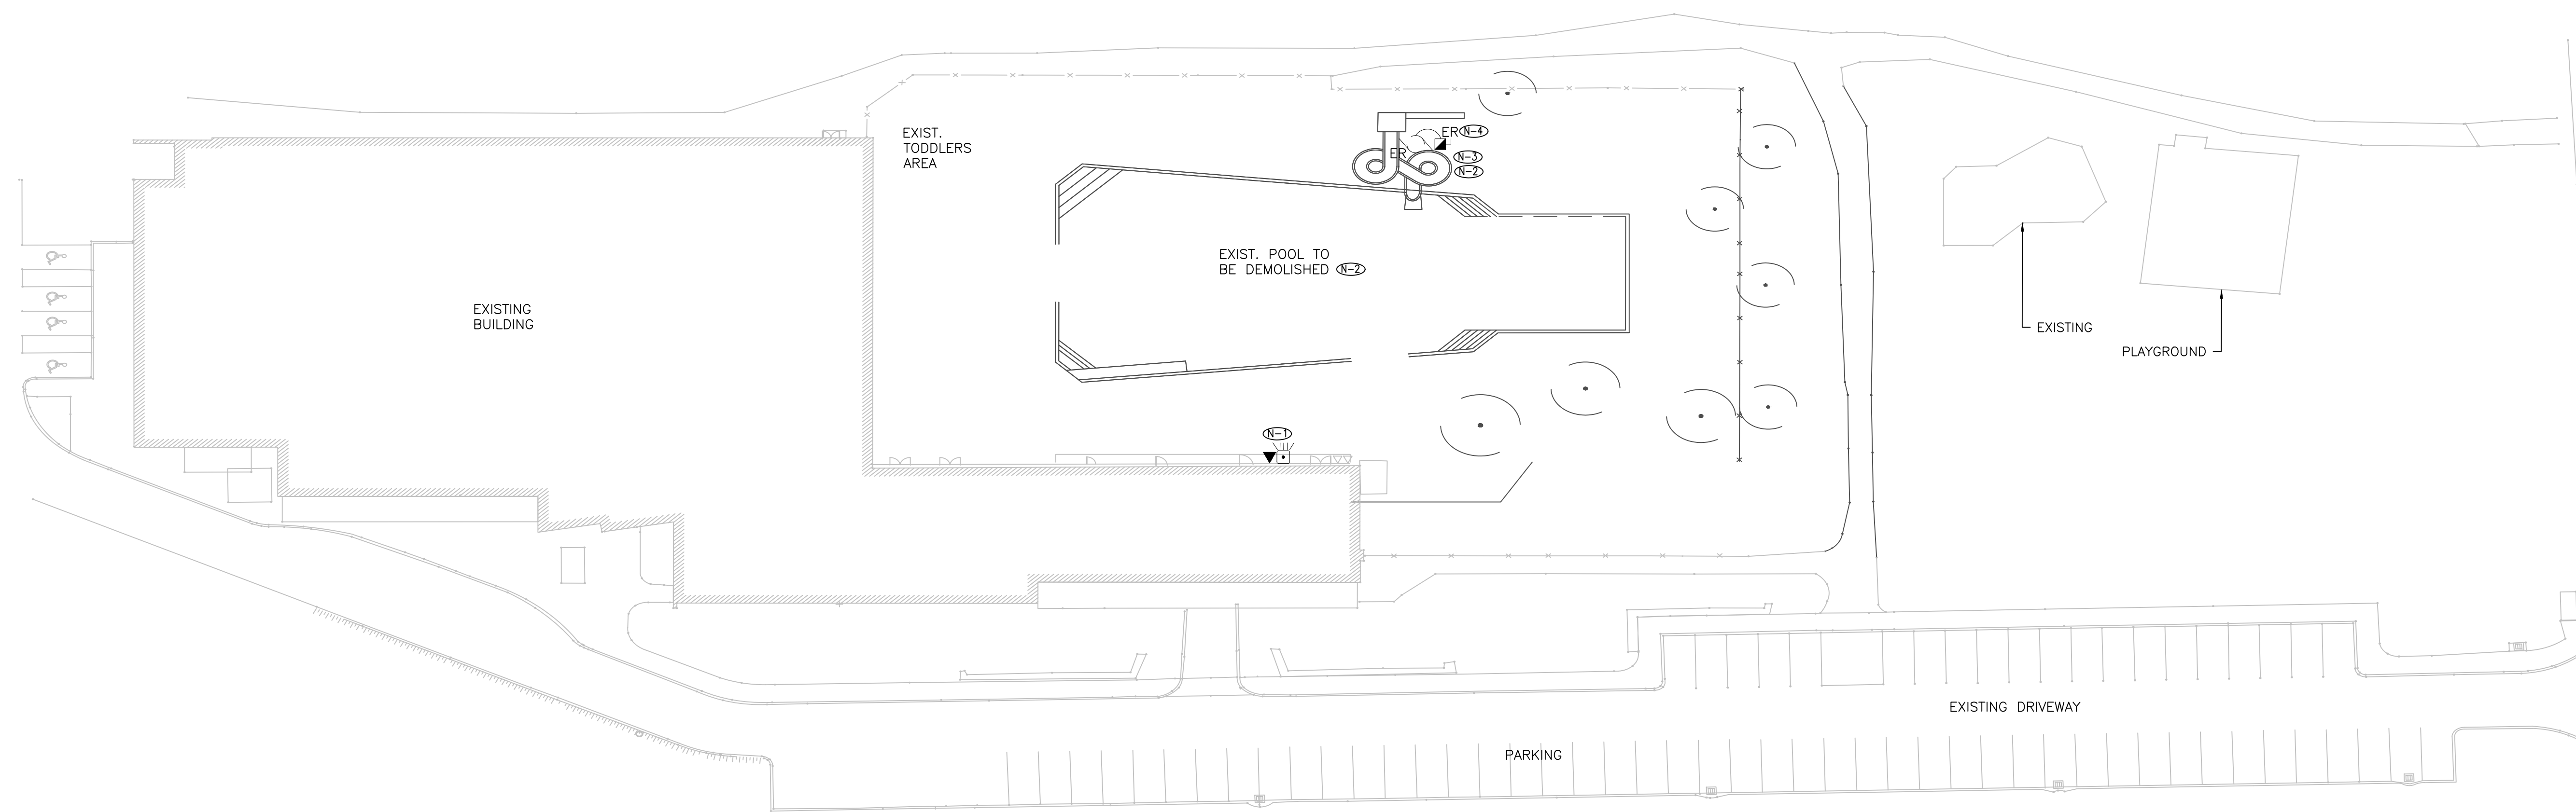 EXIST.
TODDLERS
AREA
ER N-4
ER
N-3
N-2
EXIST. POOL TO
BE DEMOLISHED N-2
EXISTING
BUILDING
EXISTING
PLAYGROUND
N-1
EXISTING DRIVEWAY
PARKING